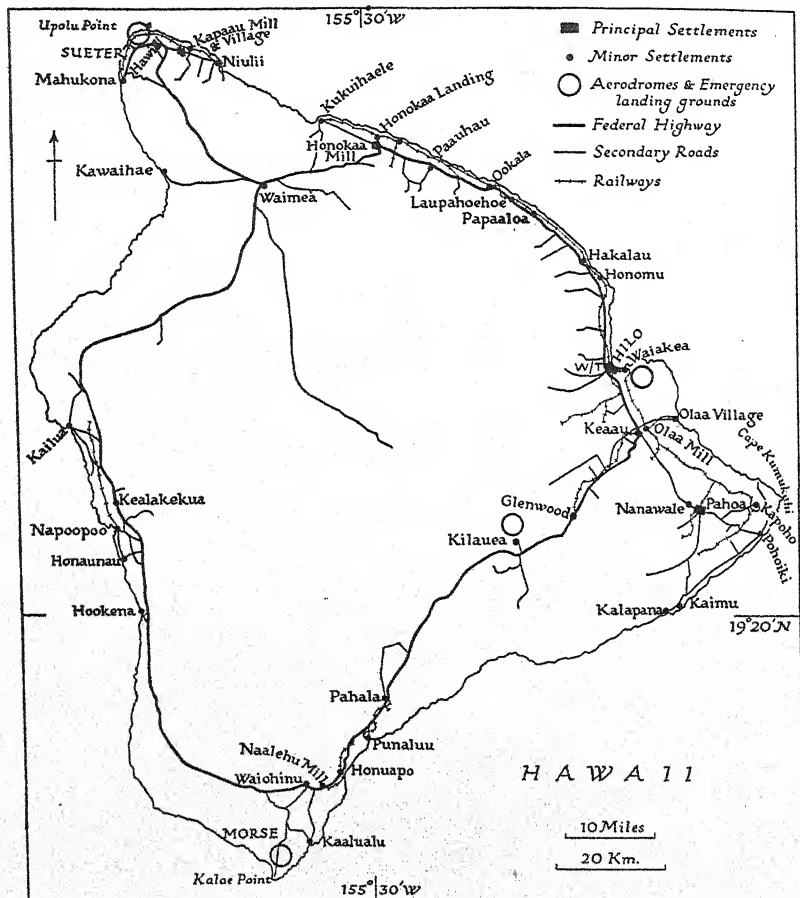 155° 30' W
Upolu Point
SUETER
Hawi
Kapaau Mill
& Village
Niulii
Mahukona
Kukuihaele
Honokaa Landing
Honokaa
Mill
Paauhau
Kawaihae
Waimea
Ookala
Laupahoehoe
Papaaloa
Hakalau
Honomu
Principal Settlements
Minor Settlements
Aerodromes & Emergency
landing grounds
Federal Highway
Secondary Roads
Railways
W/T
HILO
Waiakea
Kailua
Keaau
Olaa Village
Olaa Mill
Cape Kumukuhi
Kealakekua
Glenwood
Nanawale
Pahoa
Kapoho
Napoopoo
Kilauea
Pohoiki
Honaunau
Hookena
Kalapana
Kaimu
19° 20' N
Pahala
Punaluu
Naalehu Mill
Waiohinu
Honuapo
HAWAII
MORSE
Kaalualu
10 Miles
20 Km.
Kalae Point
155° 30' W